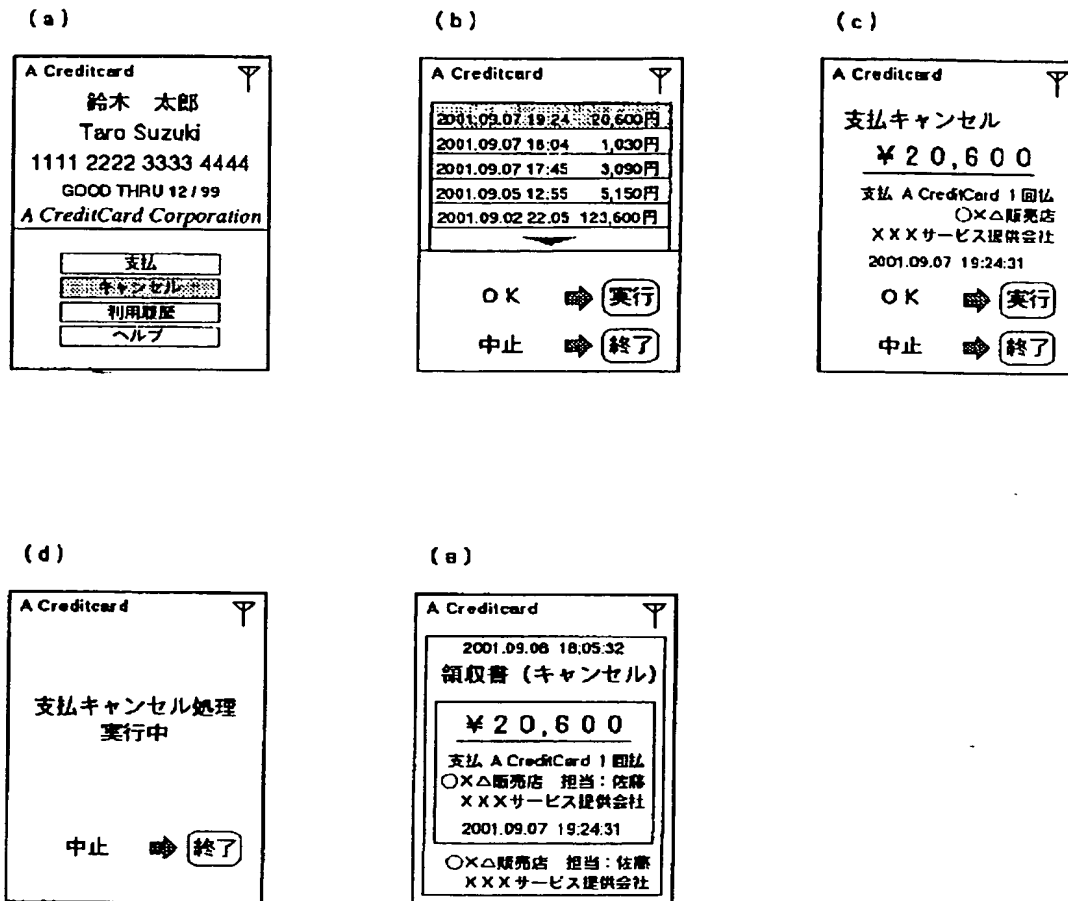 (a)
A Creditcard
鈴木 太郎
Taro Suzuki
1111 2222 3333 4444
GOOD THRU 12/99
A CreditCard Corporation
支払
キャンセル
利用履歴
ヘルプ
(b)
A Creditcard
2001.09.07 19:24 20,600円
2001.09.07 18:04 1,030円
2001.09.07 17:45 3,090円
2001.09.05 12:55 5,150円
2001.09.02 22.05 123,600円
OK 実行
中止 終了
(c)
A Creditcard
支払キャンセル
¥20,600
支払 A CreditCard 1回払
○×△販売店
×××サービス提供会社
2001.09.07 19:24:31
OK 実行
中止 終了
(d)
A Creditcard
支払キャンセル処理
実行中
中止 終了
(e)
A Creditcard
2001.09.08 18:05:32
領収書(キャンセル)
¥20,600
支払 A CreditCard 1回払
○×△販売店 担当:佐藤
×××サービス提供会社
2001.09.07 19:24:31
○×△販売店 担当:佐藤
×××サービス提供会社